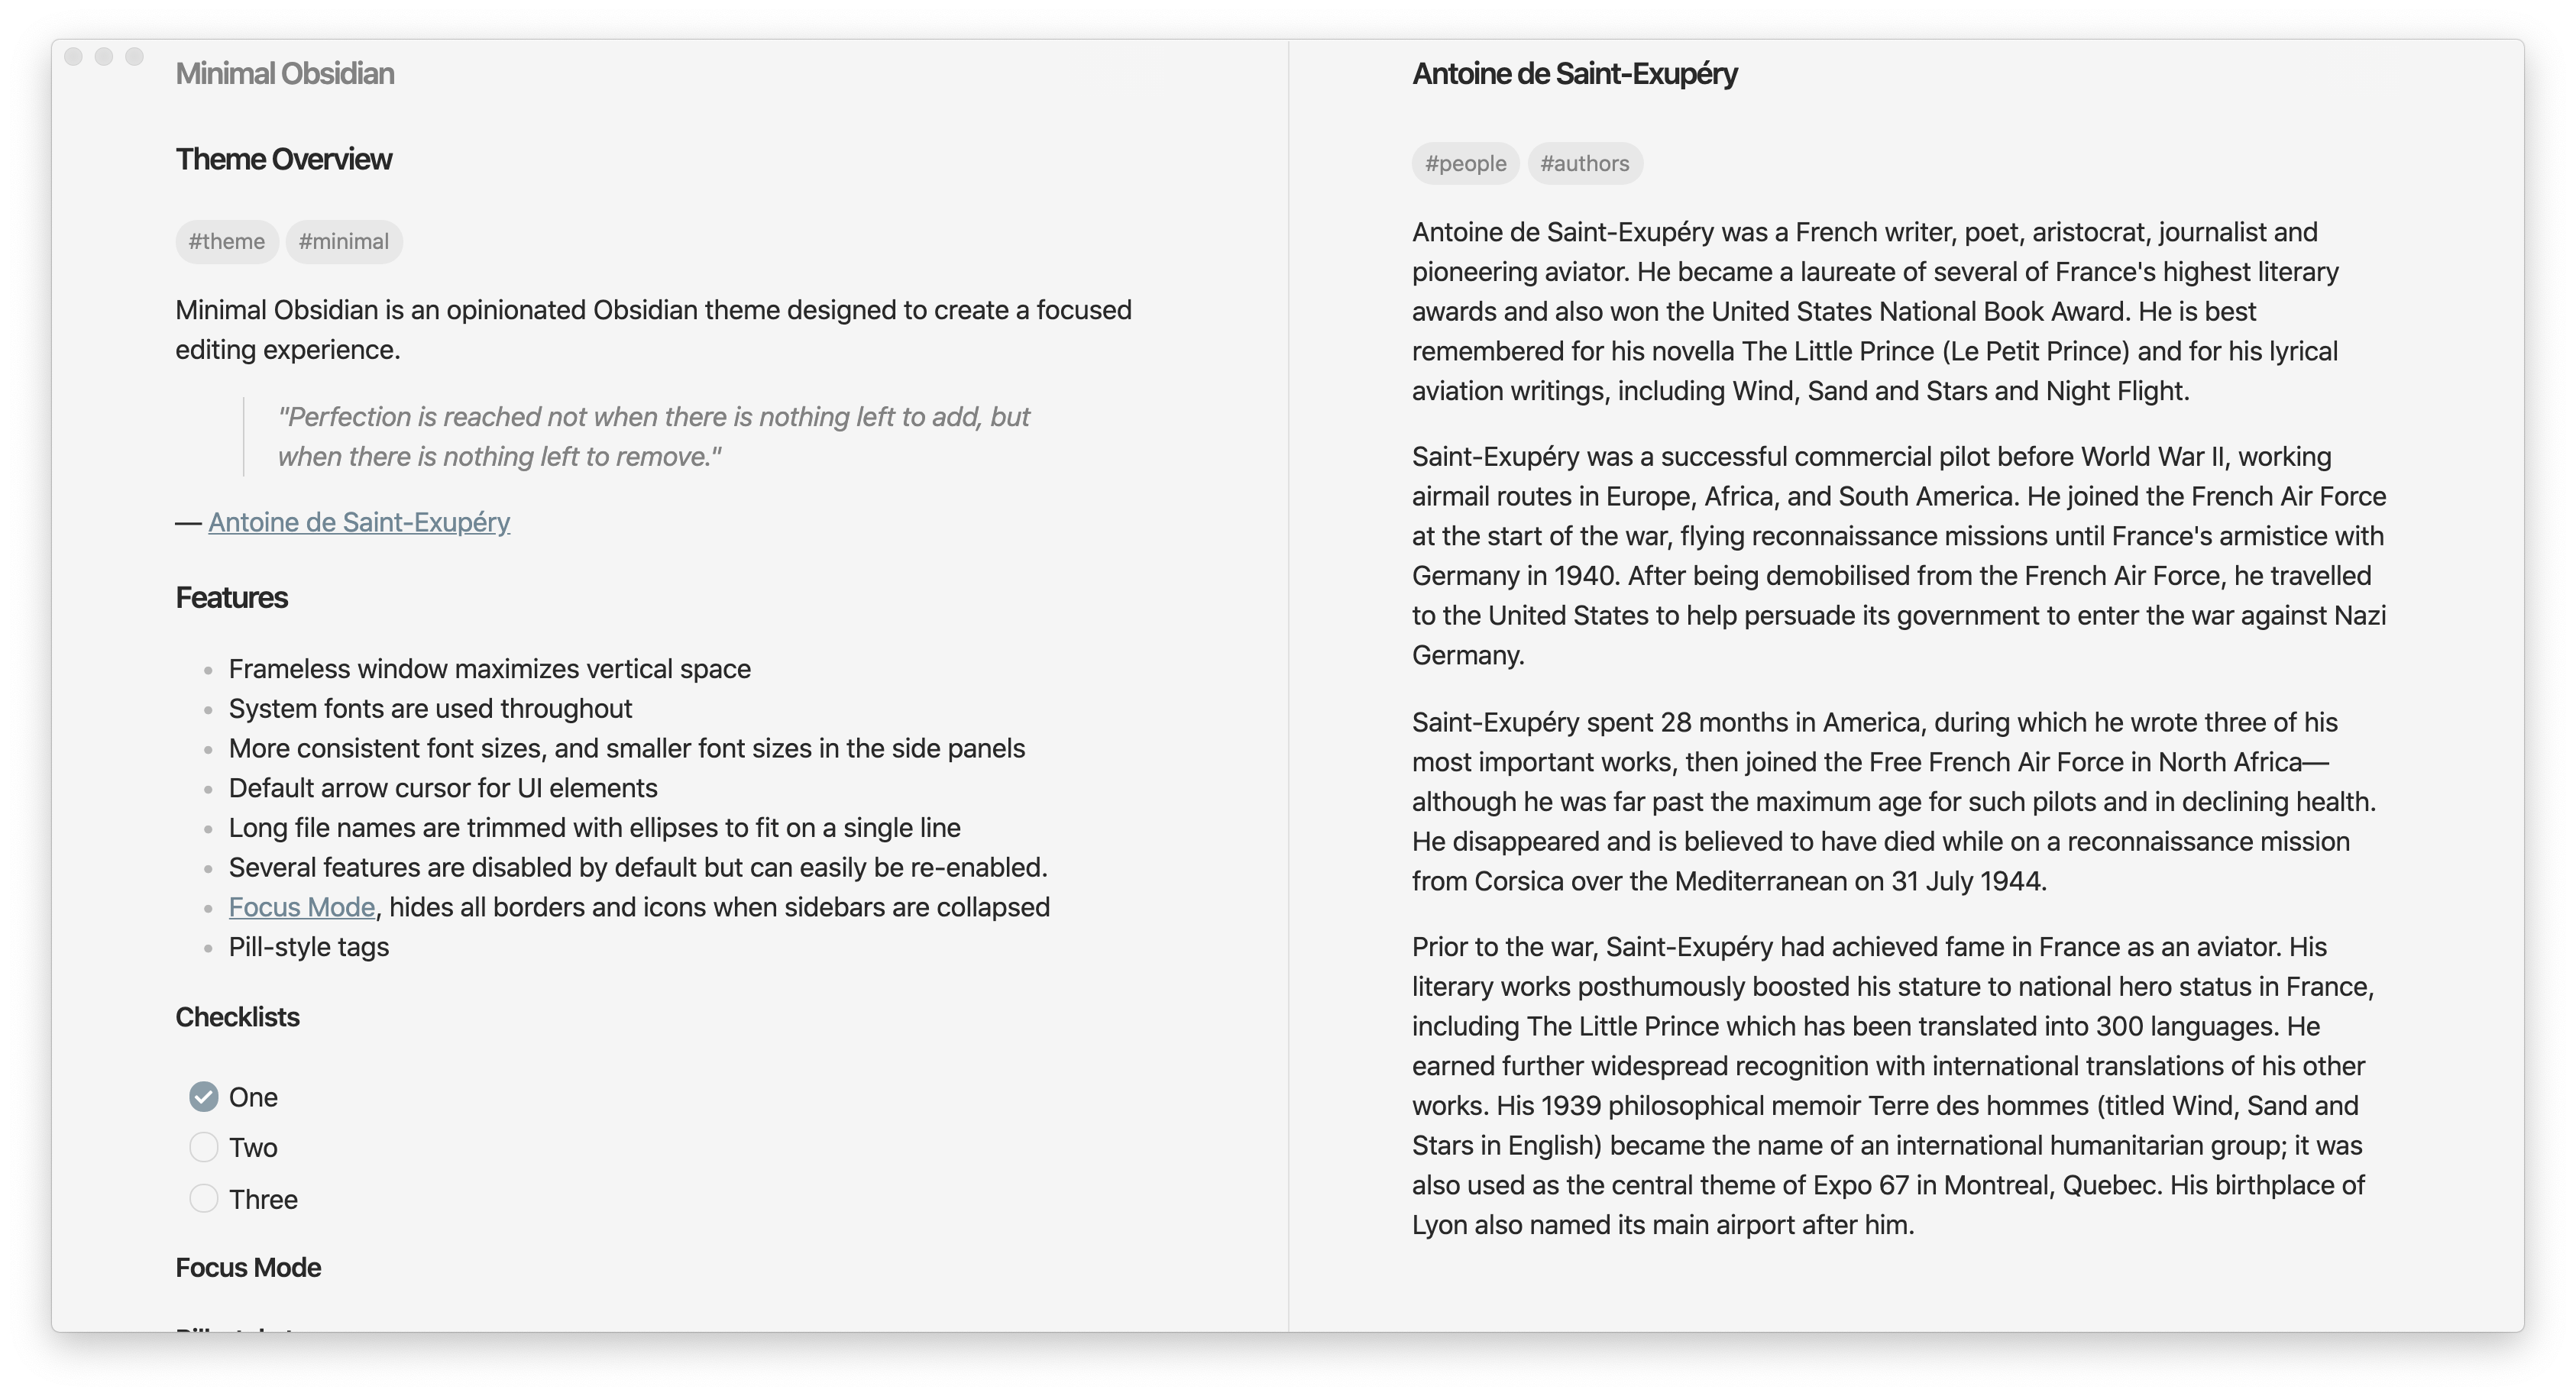 Minimal Obsidian
Theme Overview
#theme #minimal
Minimal Obsidian is an opinionated Obsidian theme designed to create a focused
editing experience.
"Perfection is reached not when there is nothing left to add, but
when there is nothing left to remove."
— Antoine de Saint-Exupéry
Features
Frameless window maximizes vertical space
System fonts are used throughout
More consistent font sizes, and smaller font sizes in the side panels
Default arrow cursor for UI elements
Long file names are trimmed with ellipses to fit on a single line
Several features are disabled by default but can easily be re-enabled.
Focus Mode, hides all borders and icons when sidebars are collapsed
Pill-style tags
Checklists
One
Two
Three
Focus Mode
Antoine de Saint-Exupéry
#people #authors
Antoine de Saint-Exupéry was a French writer, poet, aristocrat, journalist and
pioneering aviator. He became a laureate of several of France's highest literary
awards and also won the United States National Book Award. He is best
remembered for his novella The Little Prince (Le Petit Prince) and for his lyrical
aviation writings, including Wind, Sand and Stars and Night Flight.
Saint-Exupéry was a successful commercial pilot before World War II, working
airmail routes in Europe, Africa, and South America. He joined the French Air Force
at the start of the war, flying reconnaissance missions until France's armistice with
Germany in 1940. After being demobilised from the French Air Force, he travelled
to the United States to help persuade its government to enter the war against Nazi
Germany.
Saint-Exupéry spent 28 months in America, during which he wrote three of his
most important works, then joined the Free French Air Force in North Africa—
although he was far past the maximum age for such pilots and in declining health.
He disappeared and is believed to have died while on a reconnaissance mission
from Corsica over the Mediterranean on 31 July 1944.
Prior to the war, Saint-Exupéry had achieved fame in France as an aviator. His
literary works posthumously boosted his stature to national hero status in France,
including The Little Prince which has been translated into 300 languages. He
earned further widespread recognition with international translations of his other
works. His 1939 philosophical memoir Terre des hommes (titled Wind, Sand and
Stars in English) became the name of an international humanitarian group; it was
also used as the central theme of Expo 67 in Montreal, Quebec. His birthplace of
Lyon also named its main airport after him.